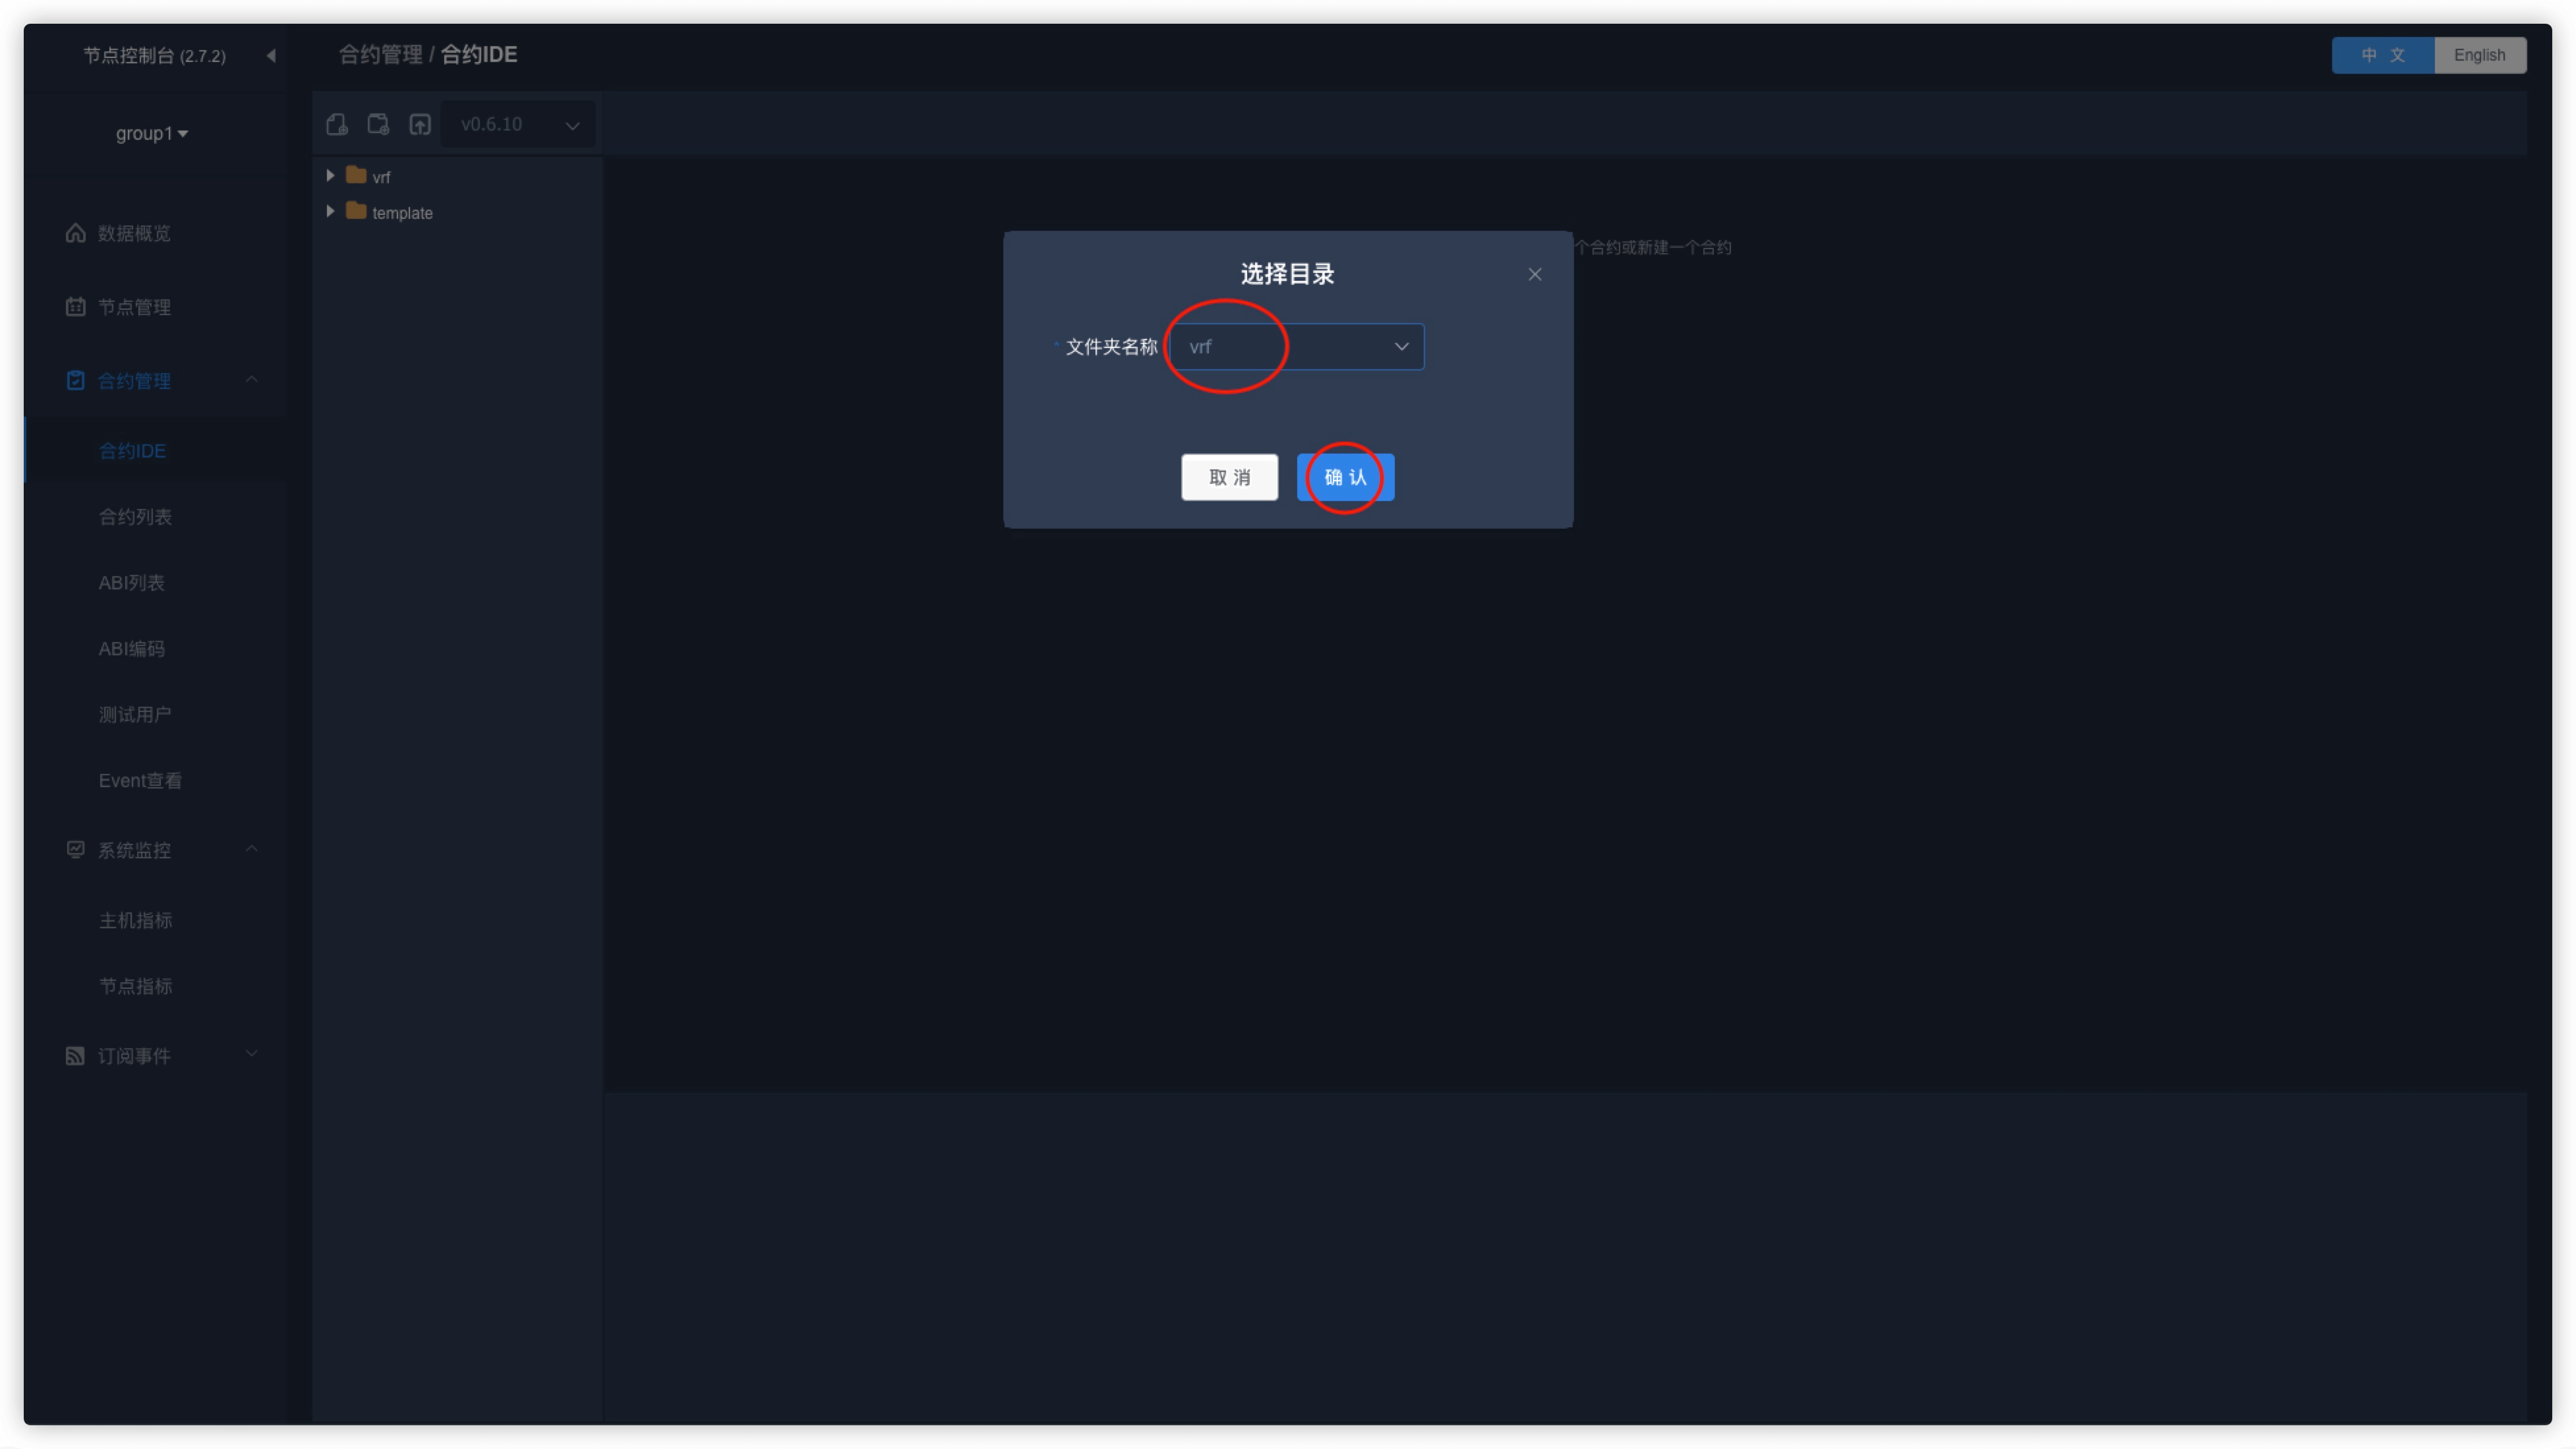 节点控制台 (2.7.2)
合约管理 / 合约IDE
中 文
English
group1
v0.6.10
vrf
template
个合约或新建一个合约
数据概览
节点管理
合约管理
合约IDE
合约列表
ABI列表
ABI编码
测试用户
Event查看
系统监控
主机指标
节点指标
订阅事件
选择目录
* 文件夹名称
vrf
取 消
确 认